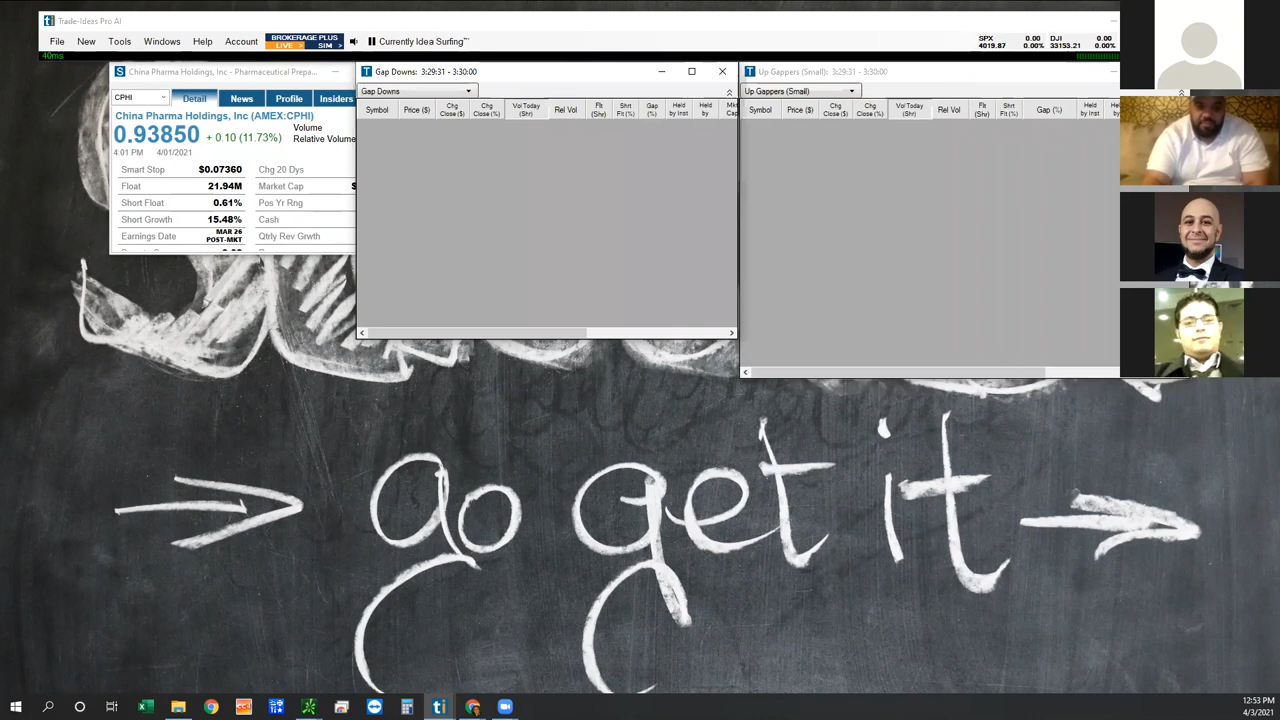 Trade-Ideas Pro AI
File New Tools Windows Help Account BROKERAGE PLUS LIVE SIM Currently Idea Surfing℠
SPX 0.00 DJI 0.00
4019.87 0.00% 33153.21 0.00%
40ms
China Pharma Holdings, Inc - Pharmaceutical Prepa...
CPHI Detail News Profile Insiders
China Pharma Holdings, Inc (AMEX:CPHI)
0.93850 + 0.10 (11.73%)
Volume
Relative Volume
4:01 PM 4/01/2021
Smart Stop $0.07360 Chg 20 Dys
Float 21.94M Market Cap $
Short Float 0.61% Pos Yr Rng
Short Growth 15.48% Cash
Earnings Date MAR 26 POST-MKT Qtrly Rev Grwth
Gap Downs: 3:29:31 - 3:30:00
Gap Downs
Symbol Price ($) Chg Close ($) Chg Close (%) Vol Today (Shr) Rel Vol Flt (Shr) Shrt Flt (%) Gap (%) Held by Inst Held by Mkt Cap
Up Gappers (Small): 3:29:31 - 3:30:00
Up Gappers (Small)
Symbol Price ($) Chg Close ($) Chg Close (%) Vol Today (Shr) Rel Vol Flt (Shr) Shrt Flt (%) Gap (%) Held by Inst Held by
go get it
12:53 PM
4/3/2021